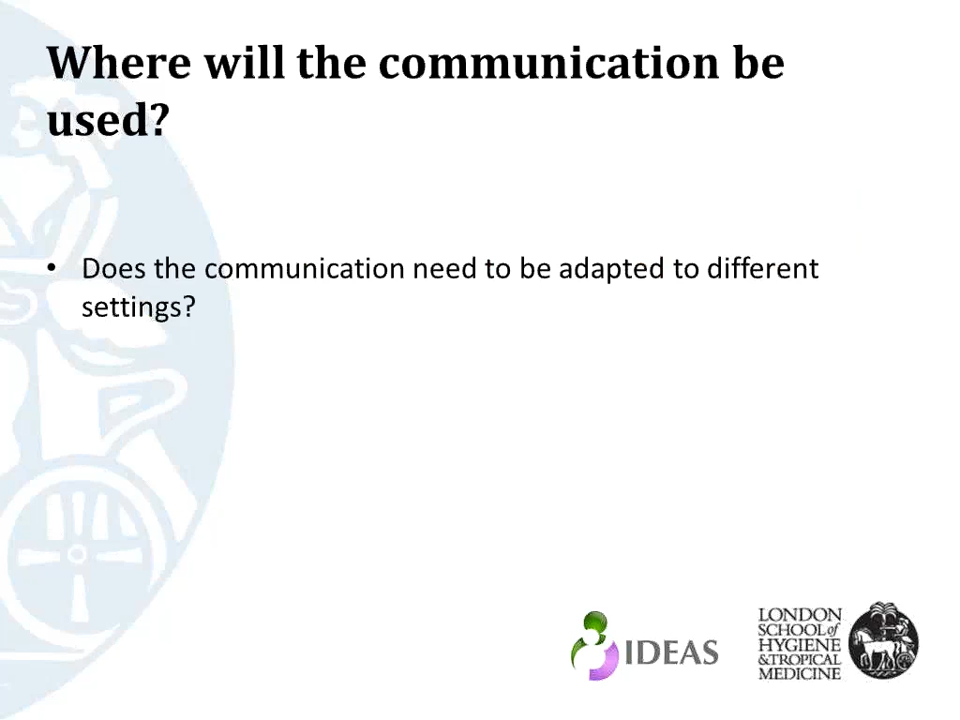 Where will the communication be
used?
• Does the communication need to be adapted to different
settings?
IDEAS
LONDON
SCHOOL of
HYGIENE
& TROPICAL
MEDICINE